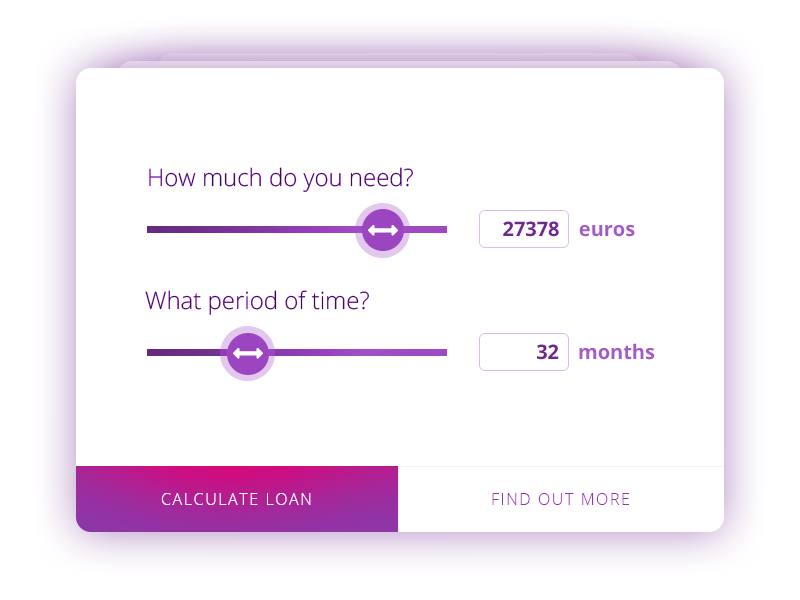 How much do you need?
27378 euros
What period of time?
32 months
CALCULATE LOAN
FIND OUT MORE